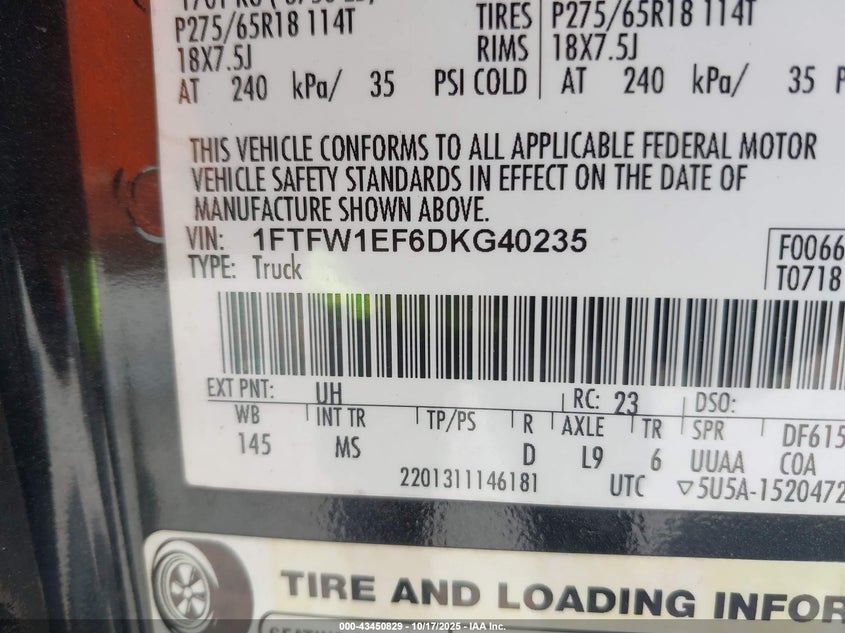 P275/65R18 114T TIRES P275/65R18 114T
18X7.5J RIMS 18X7.5J
AT 240 kPa/ 35 PSI COLD AT 240 kPa/ 35
THIS VEHICLE CONFORMS TO ALL APPLICABLE FEDERAL MOTOR
VEHICLE SAFETY STANDARDS IN EFFECT ON THE DATE OF
MANUFACTURE SHOWN ABOVE.
VIN: 1FTFW1EF6DKG40235 F0066
TYPE: Truck T0718
EXT PNT: UH RC: 23 DSO:
WB INT TR TP/PS R AXLE TR SPR DF615
145 MS D L9 6 UUAA COA
2201311146181 UTC ▽5U5A-1520472
TIRE AND LOADING INFOR
000-43450829 - 10/17/2025 - IAA Inc.